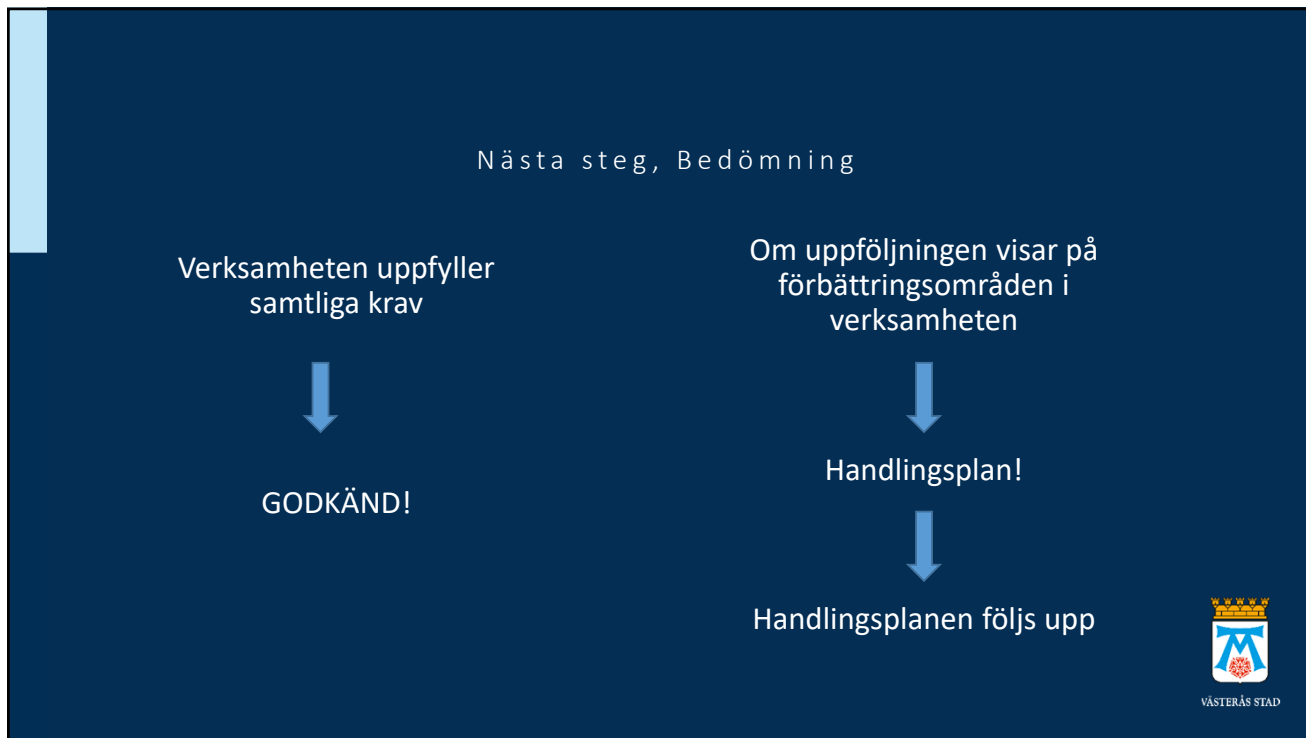 Nästa steg, Bedömning
Verksamheten uppfyller
samtliga krav
GODKÄND!
Om uppföljningen visar på
förbättringsområden i
verksamheten
Handlingsplan!
Handlingsplanen följs upp
VÄSTERÅS STAD